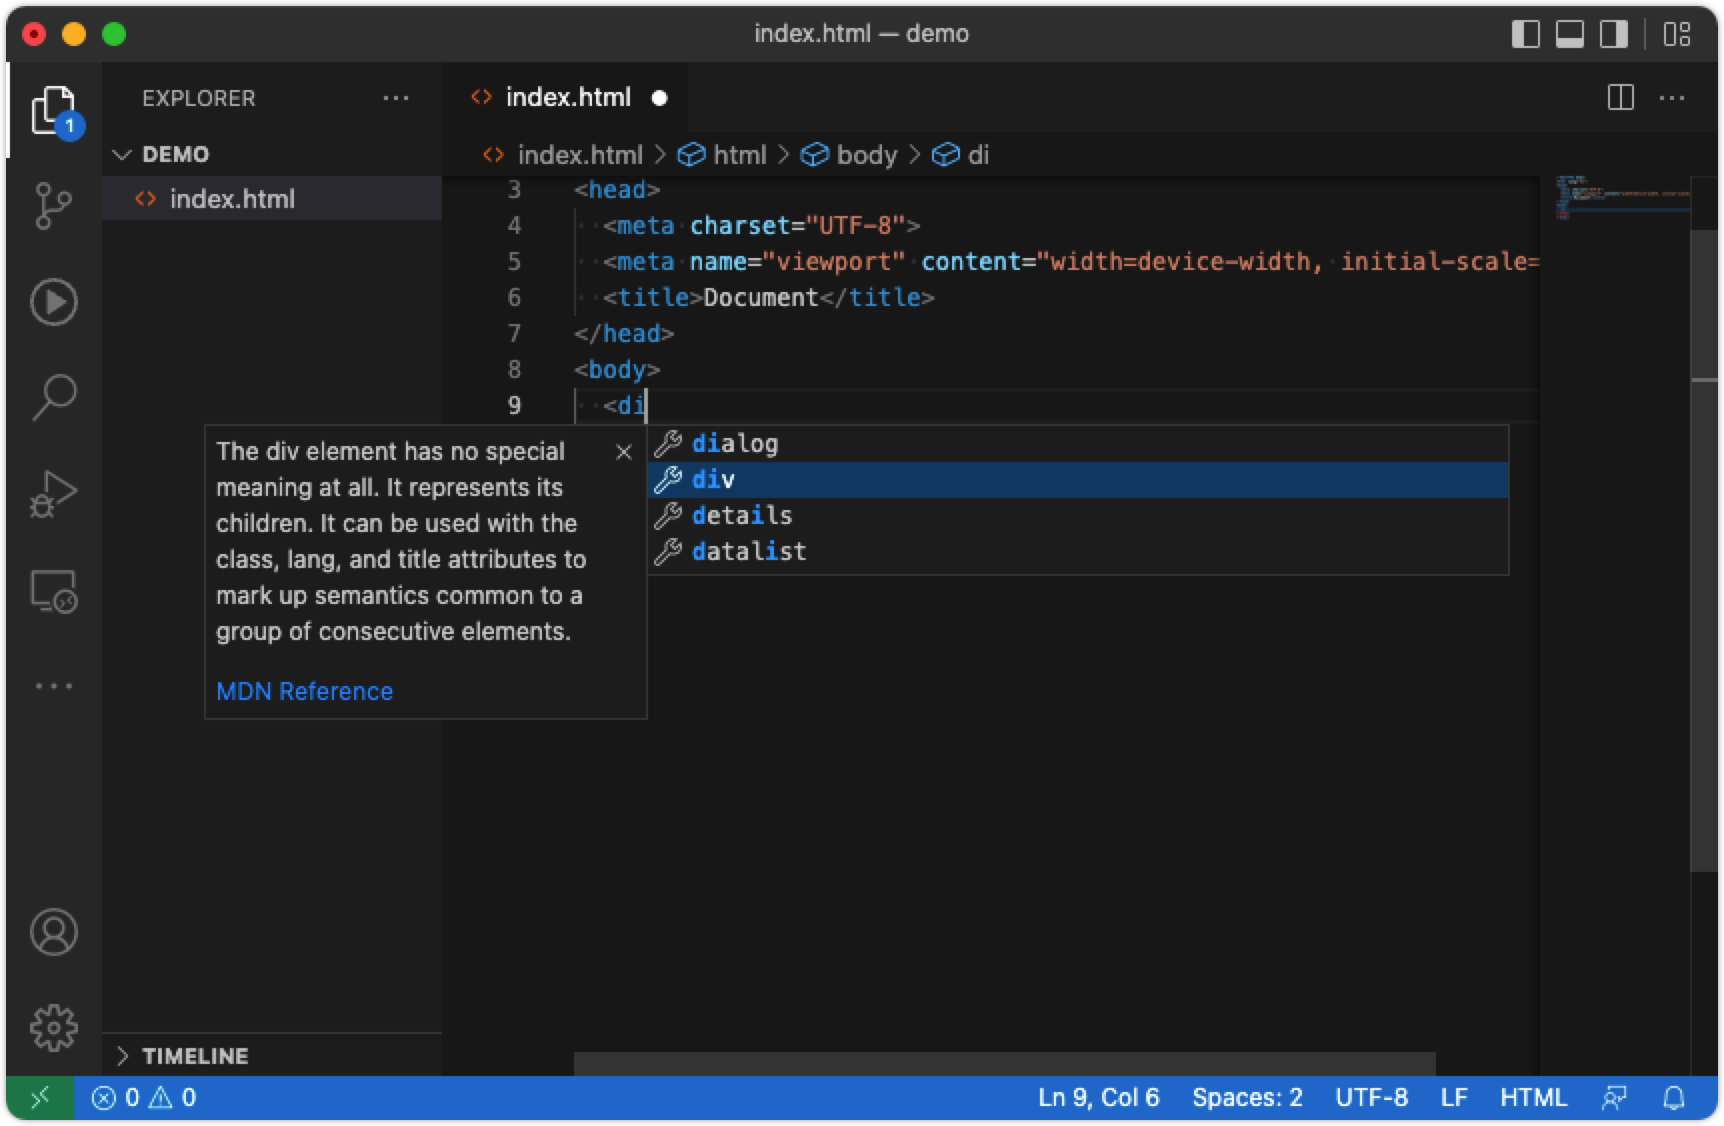 index.html — demo
EXPLORER
index.html
1
DEMO
index.html
index.html > html > body > di
3 <head>
4 <meta charset="UTF-8">
5 <meta name="viewport" content="width=device-width, initial-scale=
6 <title>Document</title>
7 </head>
8 <body>
9 <di
The div element has no special
meaning at all. It represents its
children. It can be used with the
class, lang, and title attributes to
mark up semantics common to a
group of consecutive elements.
MDN Reference
dialog
div
details
datalist
TIMELINE
0 0
Ln 9, Col 6 Spaces: 2 UTF-8 LF HTML